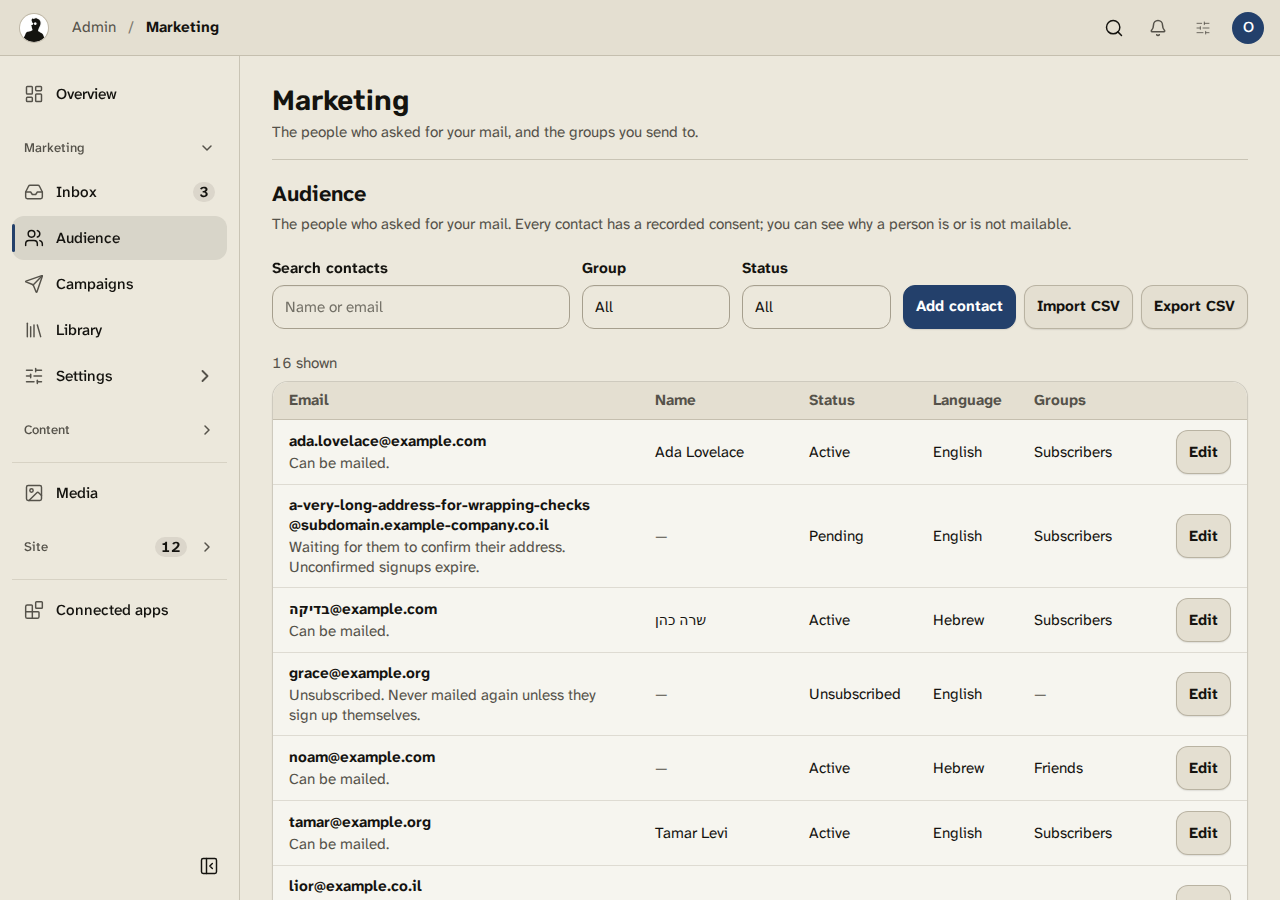 Admin / Marketing
O
Overview
Marketing
Inbox 3
Audience
Campaigns
Library
Settings
Content
Media
Site 12
Connected apps
Marketing
The people who asked for your mail, and the groups you send to.
Audience
The people who asked for your mail. Every contact has a recorded consent; you can see why a person is or is not mailable.
Search contacts Group Status
Name or email All All Add contact Import CSV Export CSV
16 shown
Email Name Status Language Groups
ada.lovelace@example.com
Can be mailed.
Ada Lovelace Active English Subscribers Edit
a-very-long-address-for-wrapping-checks
@subdomain.example-company.co.il
Waiting for them to confirm their address.
Unconfirmed signups expire.
— Pending English Subscribers Edit
בדיקה@example.com
Can be mailed.
שרה כהן Active Hebrew Subscribers Edit
grace@example.org
Unsubscribed. Never mailed again unless they
sign up themselves.
— Unsubscribed English — Edit
noam@example.com
Can be mailed.
— Active Hebrew Friends Edit
tamar@example.org
Can be mailed.
Tamar Levi Active English Subscribers Edit
lior@example.co.il